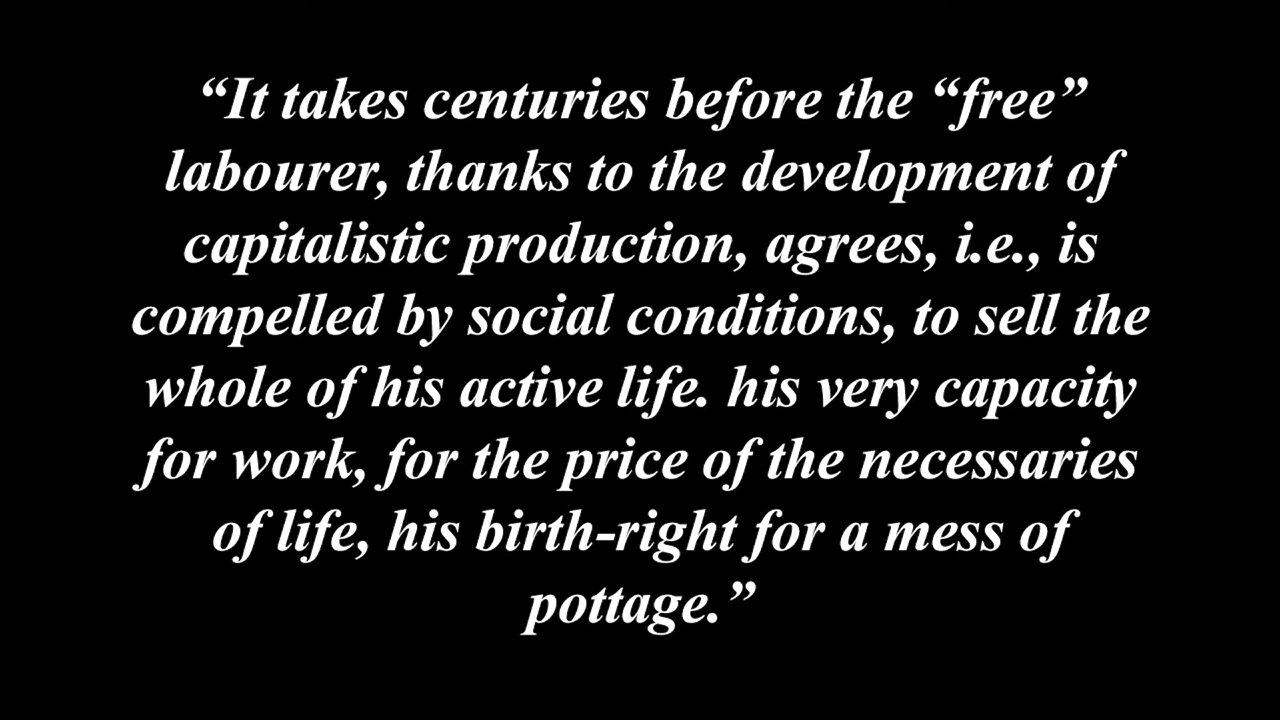 “It takes centuries before the “free”
labourer, thanks to the development of
capitalistic production, agrees, i.e., is
compelled by social conditions, to sell the
whole of his active life. his very capacity
for work, for the price of the necessaries
of life, his birth-right for a mess of
pottage.”